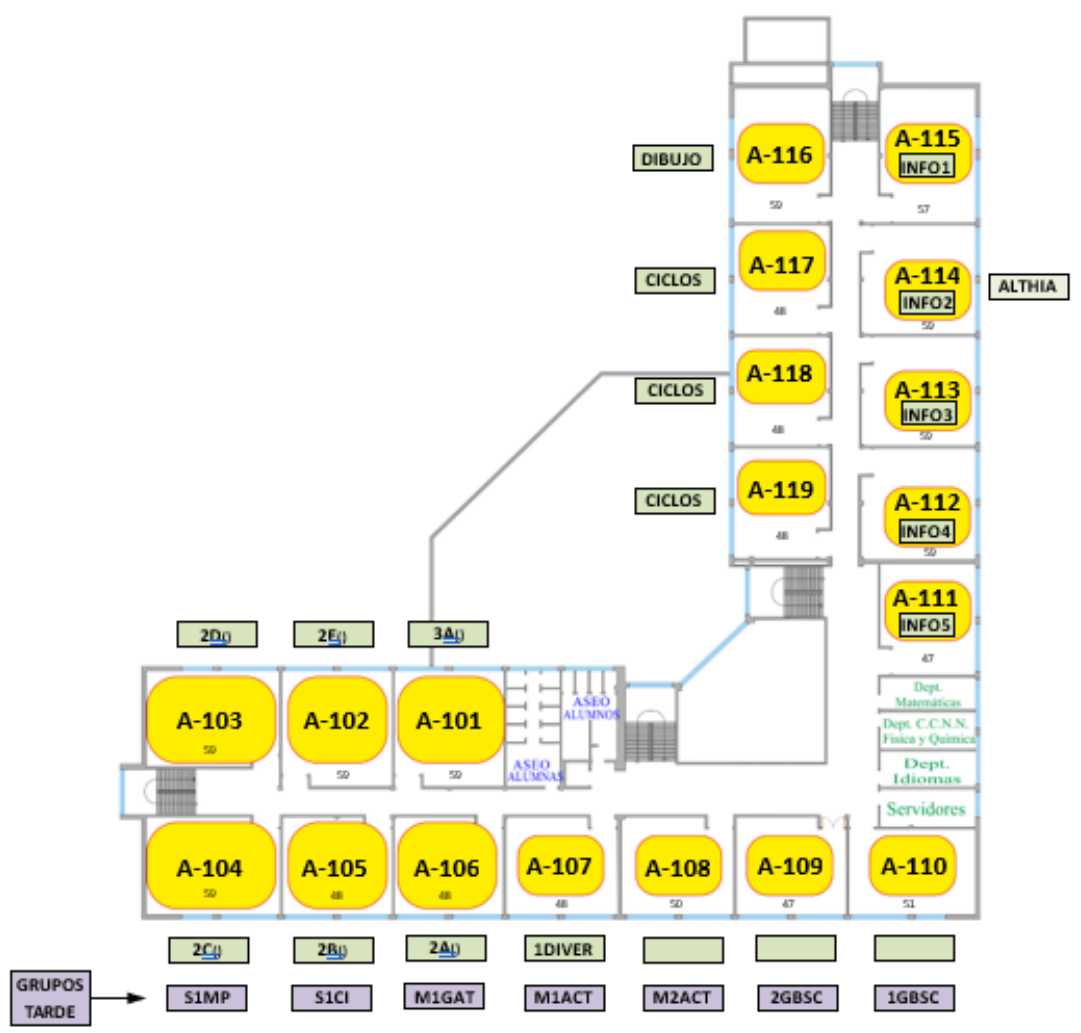 A-116
A-115
INFO1
DIBUJO
59
57
A-117
A-114
INFO2
CICLOS
ALTHIA
48
59
A-118
A-113
INFO3
CICLOS
48
59
A-119
A-112
INFO4
CICLOS
48
59
A-111
INFO5
47
2D()
2E()
3A()
Dept.
Matemáticas
Dept. C.C.N.N.
Física y Química
Dept.
Idiomas
Servidores
A-103
59
A-102
59
A-101
59
ASEO
ALUMNOS
ASEO
ALUMNAS
A-104
59
A-105
48
A-106
48
A-107
48
A-108
50
A-109
47
A-110
51
2C()
2B()
2A()
1DIVER
GRUPOS
TARDE
S1MP
S1CI
M1GAT
M1ACT
M2ACT
2GBSC
1GBSC